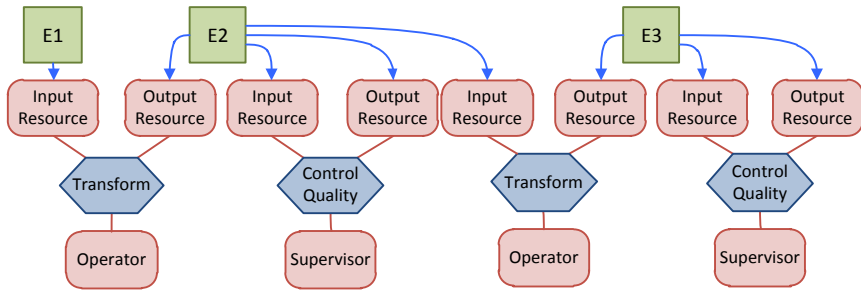 E1
E2
E3
Input
Resource
Output
Resource
Input
Resource
Output
Resource
Input
Resource
Output
Resource
Input
Resource
Output
Resource
Transform
Control
Quality
Transform
Control
Quality
Operator
Supervisor
Operator
Supervisor